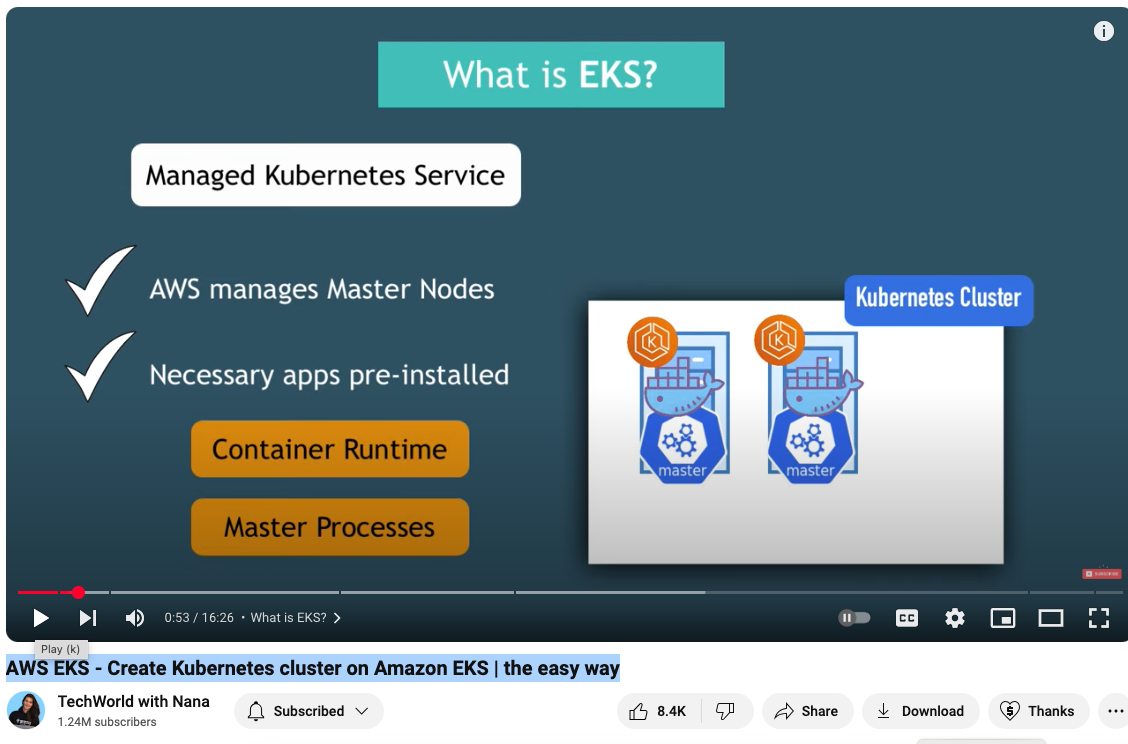 What is EKS?
Managed Kubernetes Service
AWS manages Master Nodes
Necessary apps pre-installed
Container Runtime
Master Processes
Kubernetes Cluster
K K
master master
SUBSCRIBE
0:53 / 16:26 • What is EKS?
CC
Play (k)
AWS EKS - Create Kubernetes cluster on Amazon EKS | the easy way
TechWorld with Nana
1.24M subscribers
Subscribed
8.4K
Share
Download
Thanks